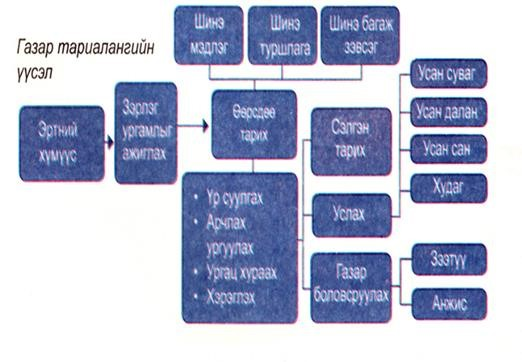 Газар тариалангийн
үүсэл
Шинэ
мэдлэг
Шинэ
туршлага
Шинэ багаж
зэвсэг
Эртний
хүмүүс
Зэрлэг
ургамлыг
ажиглах
Өөрсдөө
тарих
• Үр суулгах
• Арчлах
ургуулах
• Ургац хураах
• Хэрэглэх
Сэлгэн
тарих
Услах
Газар
боловсруулах
Усан суваг
Усан далан
Усан сан
Худаг
Зээтүү
Анжис